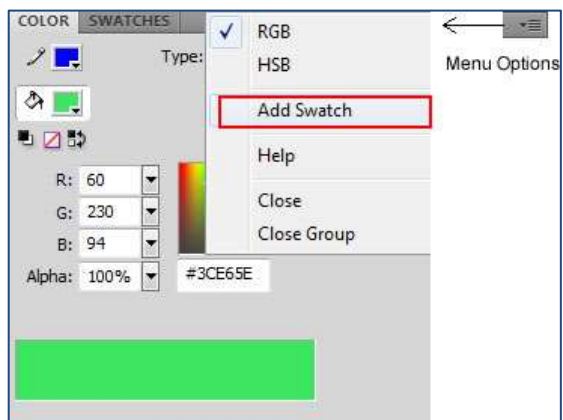 COLOR SWATCHES
Type:
RGB
HSB
Menu Options
Add Swatch
Help
Close
Close Group
R: 60
G: 230
B: 94
Alpha: 100% #3CE65E